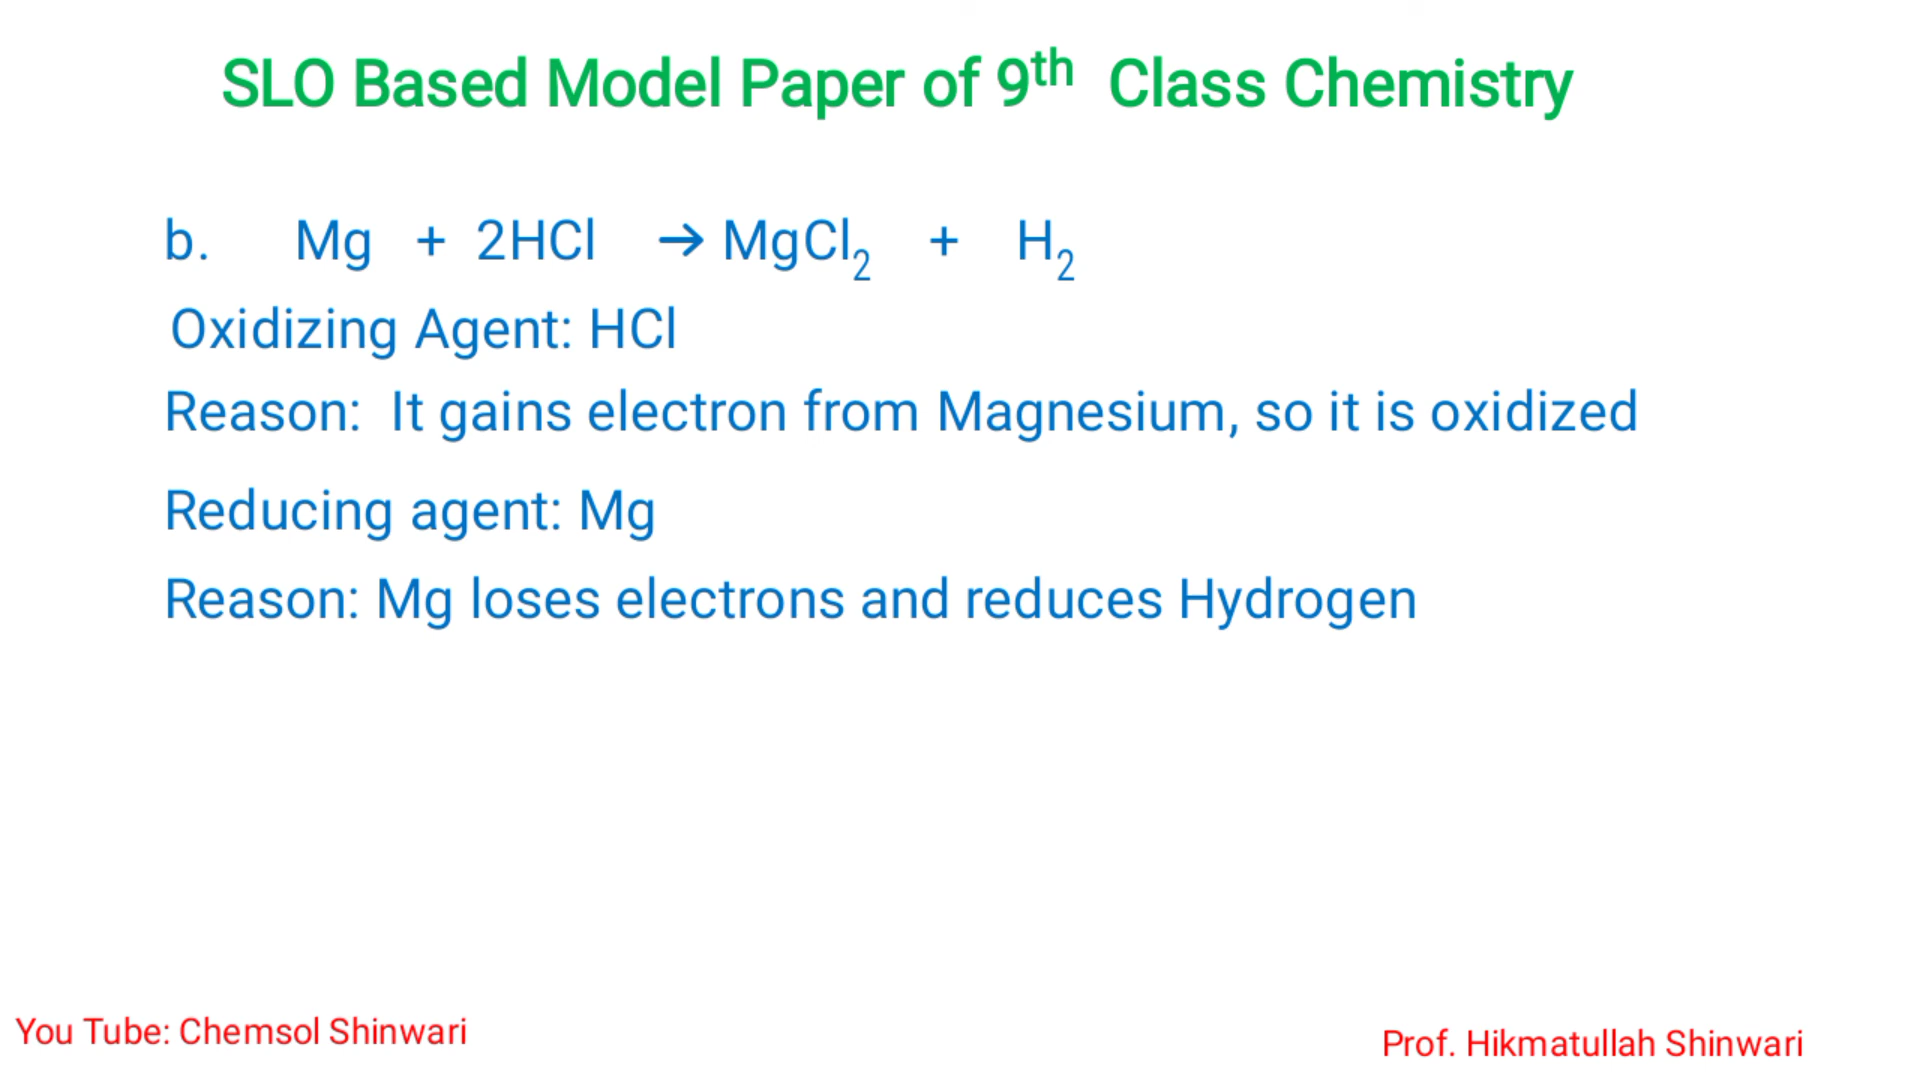 SLO Based Model Paper of 9th Class Chemistry
b. Mg + 2HCl → MgCl₂ + H₂
Oxidizing Agent: HCl
Reason: It gains electron from Magnesium, so it is oxidized
Reducing agent: Mg
Reason: Mg loses electrons and reduces Hydrogen
You Tube: Chemsol Shinwari
Prof. Hikmatullah Shinwari